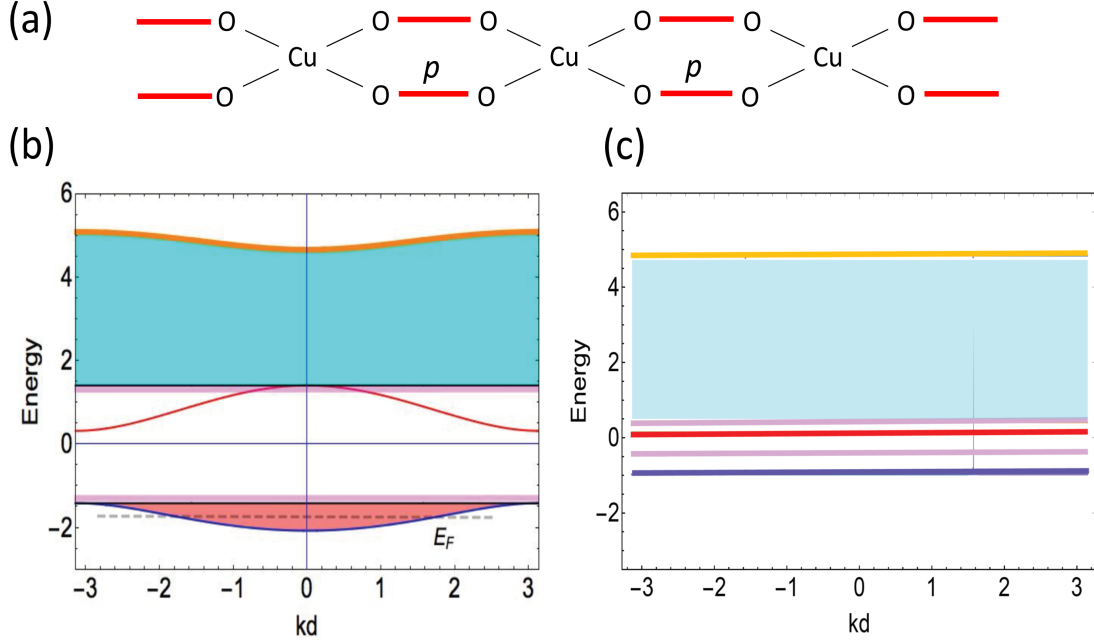 (a)
O O O O O O
Cu Cu Cu
p p
O O O O O O
(b)
(c)
6
4
2
0
−2
Energy
E_F
−3 −2 −1 0 1 2 3
kd
6
4
2
0
−2
Energy
−3 −2 −1 0 1 2 3
kd